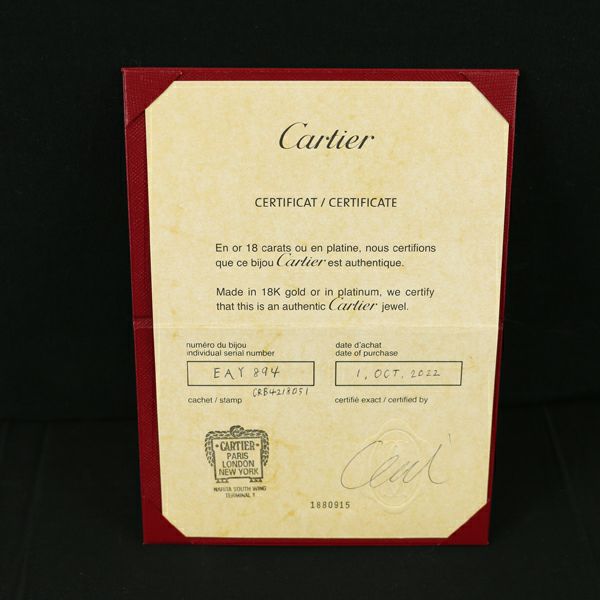 Cartier
CERTIFICAT / CERTIFICATE
En or 18 carats ou en platine, nous certifions
que ce bijou Cartier est authentique.
Made in 18K gold or in platinum, we certify
that this is an authentic Cartier jewel.
numéro du bijou
individual serial number
EAY 894
CRB4218051
date d'achat
date of purchase
1. OCT. 2022
cachet / stamp
certifié exact / certified by
CARTIER
PARIS
LONDON
NEW YORK
NARITA SOUTH WING
TERMINAL 1
1880915